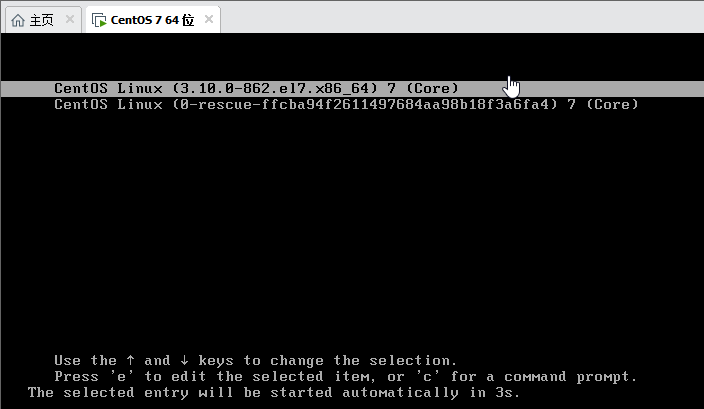 主页
CentOS 7 64 位
CentOS Linux (3.10.0-862.el7.x86_64) 7 (Core)
CentOS Linux (0-rescue-ffcba94f2611497684aa98b18f3a6fa4) 7 (Core)
Use the ↑ and ↓ keys to change the selection.
Press 'e' to edit the selected item, or 'c' for a command prompt.
The selected entry will be started automatically in 3s.